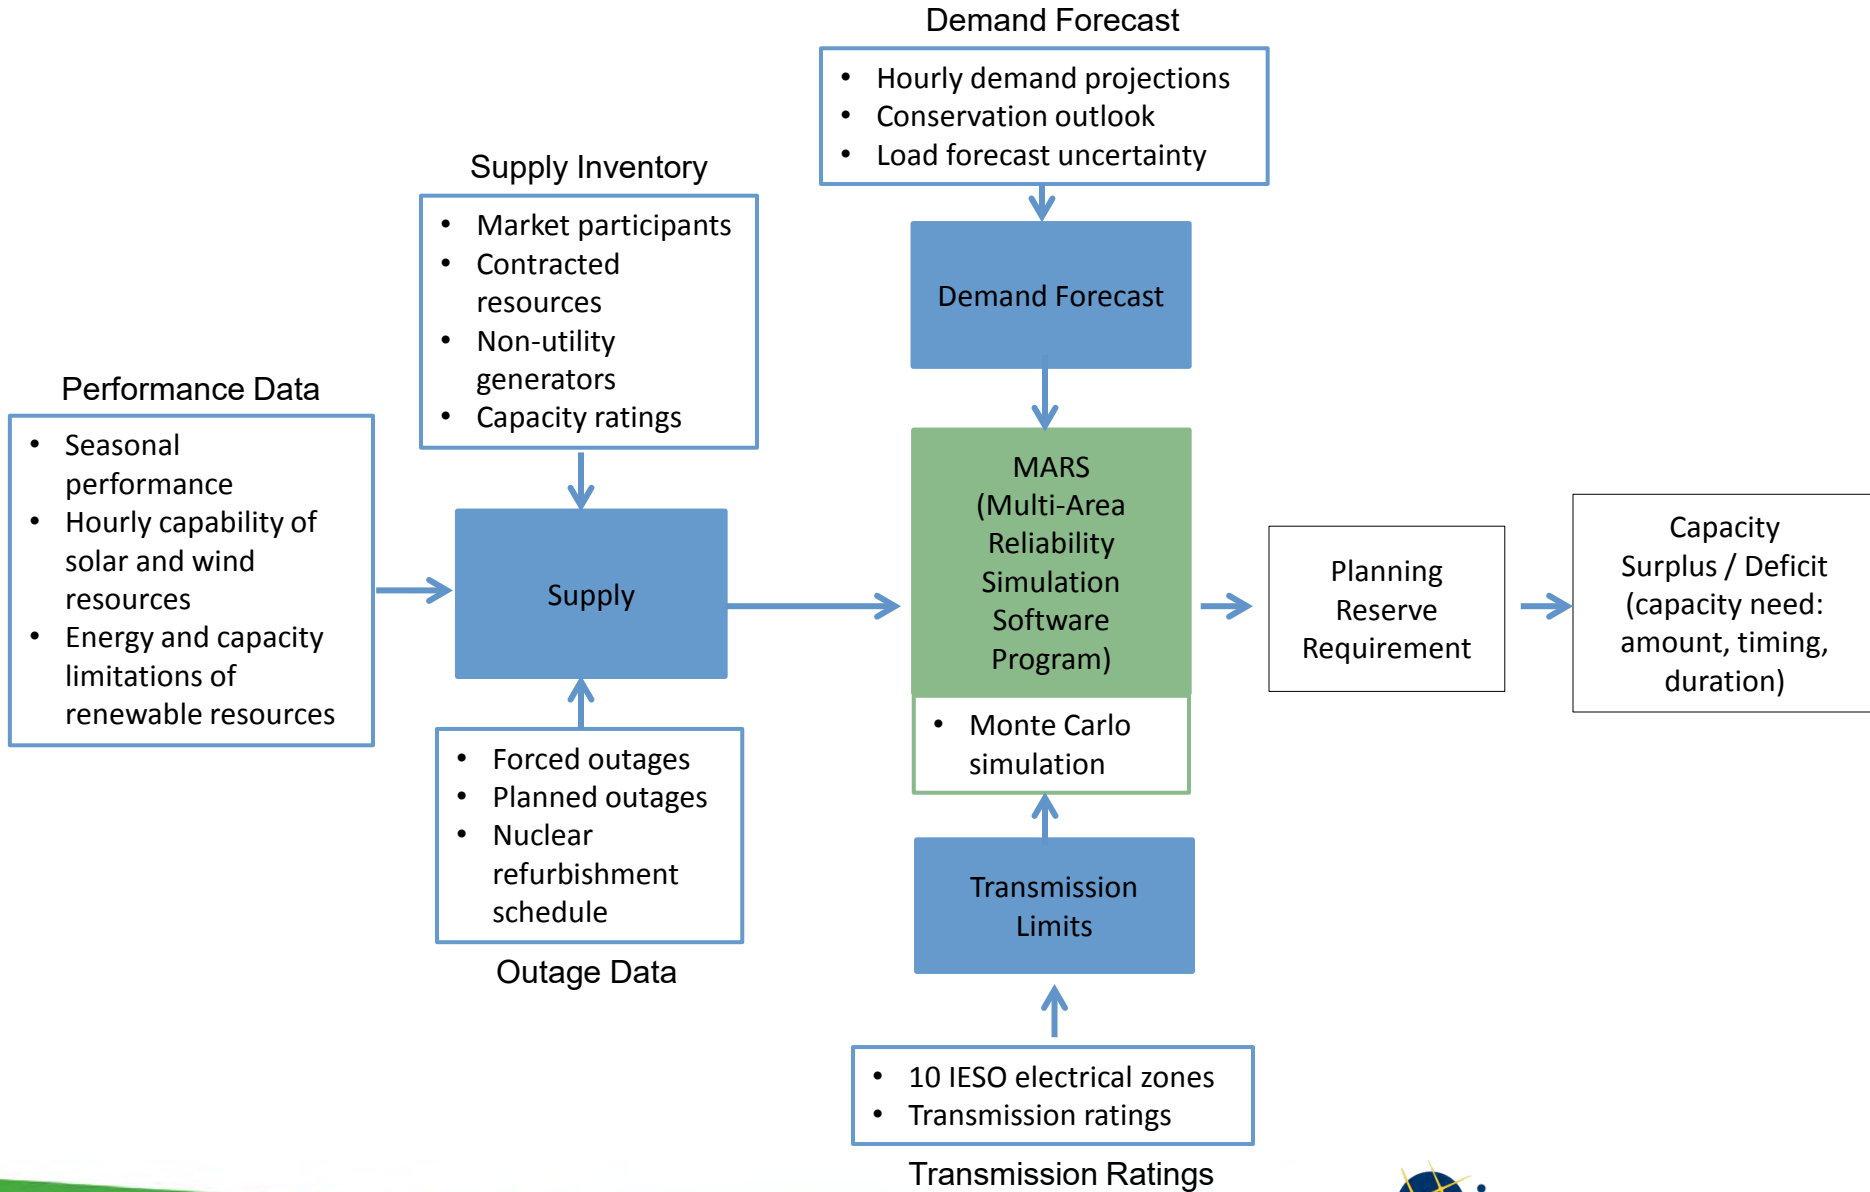 Demand Forecast
• Hourly demand projections
• Conservation outlook
• Load forecast uncertainty
Supply Inventory
• Market participants
• Contracted
resources
• Non-utility
generators
• Capacity ratings
Performance Data
• Seasonal
performance
• Hourly capability of
solar and wind
resources
• Energy and capacity
limitations of
renewable resources
Supply
• Forced outages
• Planned outages
• Nuclear
refurbishment
schedule
Outage Data
Demand Forecast
MARS
(Multi-Area
Reliability
Simulation
Software
Program)
• Monte Carlo
simulation
Transmission
Limits
• 10 IESO electrical zones
• Transmission ratings
Transmission Ratings
Planning
Reserve
Requirement
Capacity
Surplus / Deficit
(capacity need:
amount, timing,
duration)